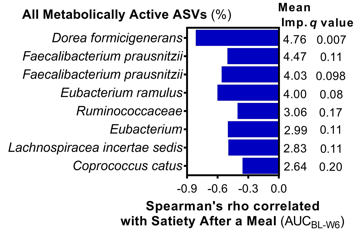 All Metabolically Active ASVs (%)
Mean
Imp. q value
Dorea formicigenerans 4.76 0.007
Faecalibacterium prausnitzii 4.47 0.11
Faecalibacterium prausnitzii 4.03 0.098
Eubacterium ramulus 4.00 0.08
Ruminococcaceae 3.06 0.17
Eubacterium 2.99 0.11
Lachnospiracea incertae sedis 2.83 0.11
Coprococcus catus 2.64 0.20
-0.9 -0.6 -0.3 0.0
Spearman's rho correlated
with Satiety After a Meal (AUCBL-W6)